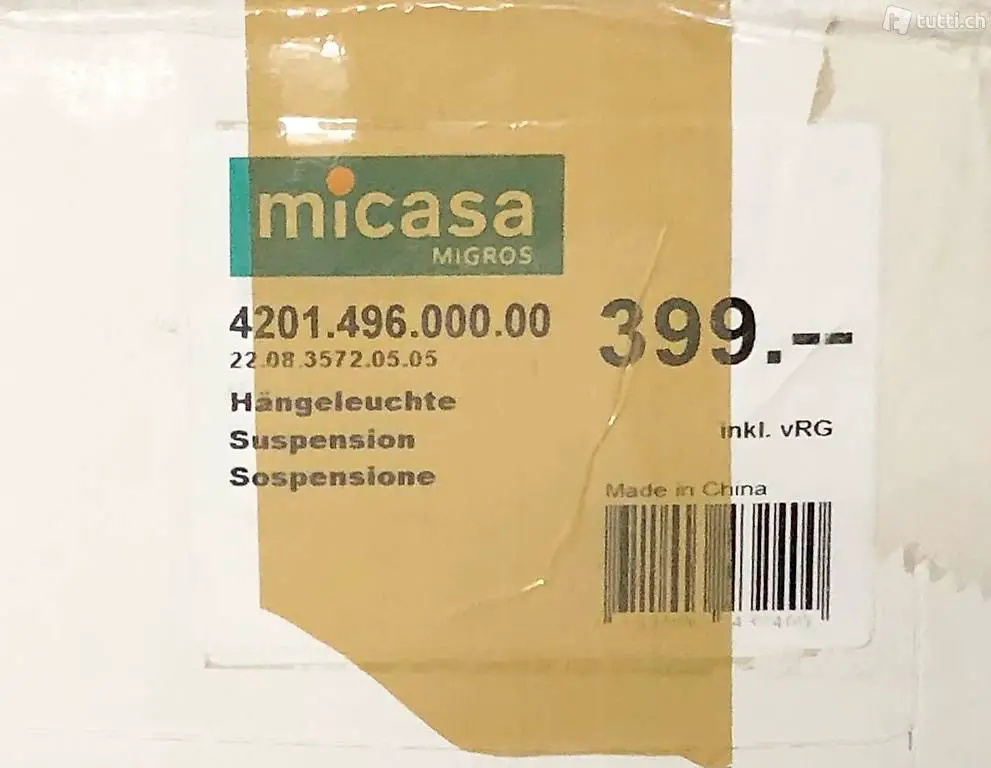 tutti.ch
micasa
MIGROS
4201.496.000.00
399.--
22.08.3572.05.05
Hängeleuchte
inkl. vRG
Suspension
Sospensione
Made in China